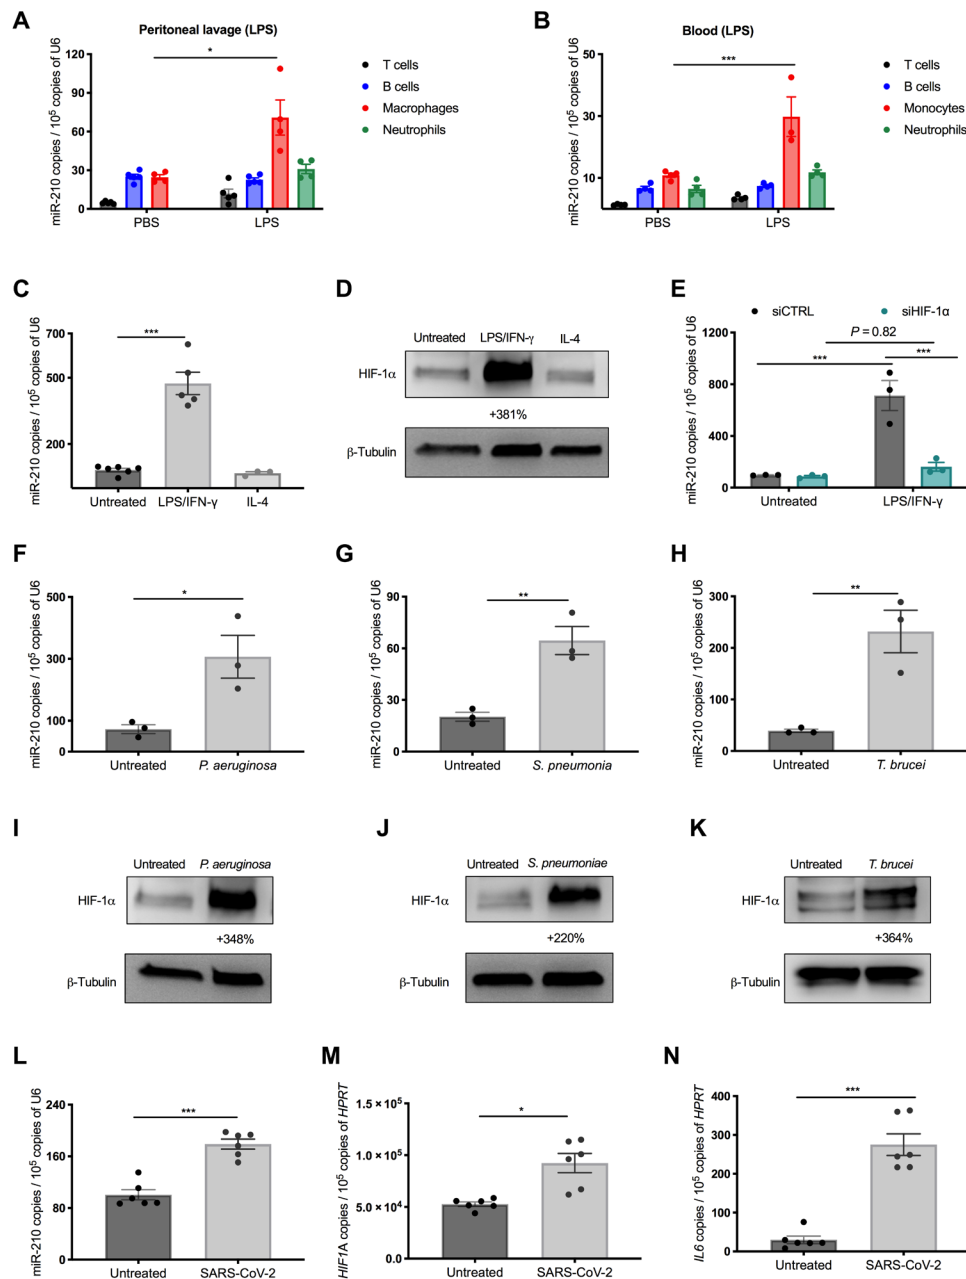 A
Peritoneal lavage (LPS)
miR-210 copies / 10⁵ copies of U6
120
90
60
30
0
*
PBS
LPS
T cells
B cells
Macrophages
Neutrophils
B
Blood (LPS)
miR-210 copies / 10⁵ copies of U6
50
30
10
***
PBS
LPS
T cells
B cells
Monocytes
Neutrophils
C
miR-210 copies / 10⁵ copies of U6
700
500
200
***
Untreated
LPS/IFN-γ
IL-4
D
Untreated
LPS/IFN-γ
IL-4
HIF-1α
+381%
β-Tubulin
E
siCTRL
siHIF-1α
miR-210 copies / 10⁵ copies of U6
1200
800
400
0
P = 0.82
***
***
Untreated
LPS/IFN-γ
F
miR-210 copies / 10⁵ copies of U6
500
300
100
0
*
Untreated
P. aeruginosa
G
miR-210 copies / 10⁵ copies of U6
90
60
30
0
**
Untreated
S. pneumonia
H
miR-210 copies / 10⁵ copies of U6
300
200
100
0
**
Untreated
T. brucei
I
Untreated
P. aeruginosa
HIF-1α
+348%
β-Tubulin
J
Untreated
S. pneumoniae
HIF-1α
+220%
β-Tubulin
K
Untreated
T. brucei
HIF-1α
+364%
β-Tubulin
L
miR-210 copies / 10⁵ copies of U6
240
160
80
0
***
Untreated
SARS-CoV-2
M
HIF1A copies / 10⁵ copies of HPRT
1.5 × 10⁵
1.0 × 10⁵
5.0 × 10⁴
0.0
*
Untreated
SARS-CoV-2
N
IL6 copies / 10⁵ copies of HPRT
400
300
200
100
0
***
Untreated
SARS-CoV-2